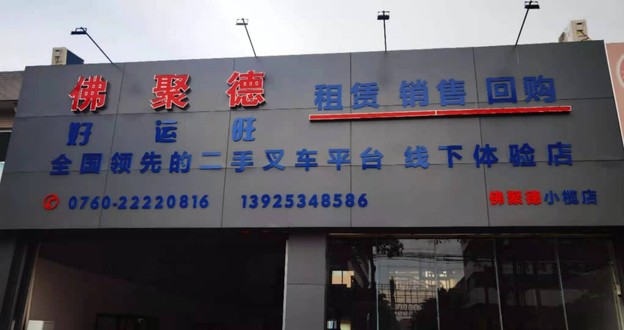 佛聚德 租赁 销售 回购
好运旺
全国领先的二手叉车平台 线下体验店
0760-22220816 13925348586
佛聚德小榄店